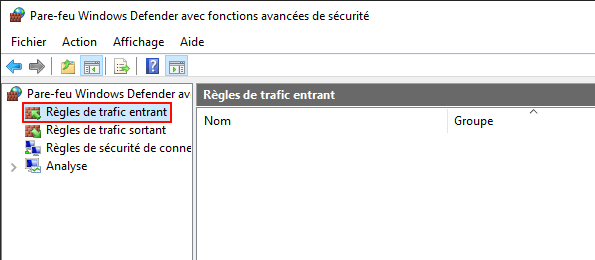 Pare-feu Windows Defender avec fonctions avancées de sécurité
Fichier Action Affichage Aide
Pare-feu Windows Defender ave
Règles de trafic entrant
Règles de trafic sortant
Règles de sécurité de conne
Analyse
Règles de trafic entrant
Nom Groupe